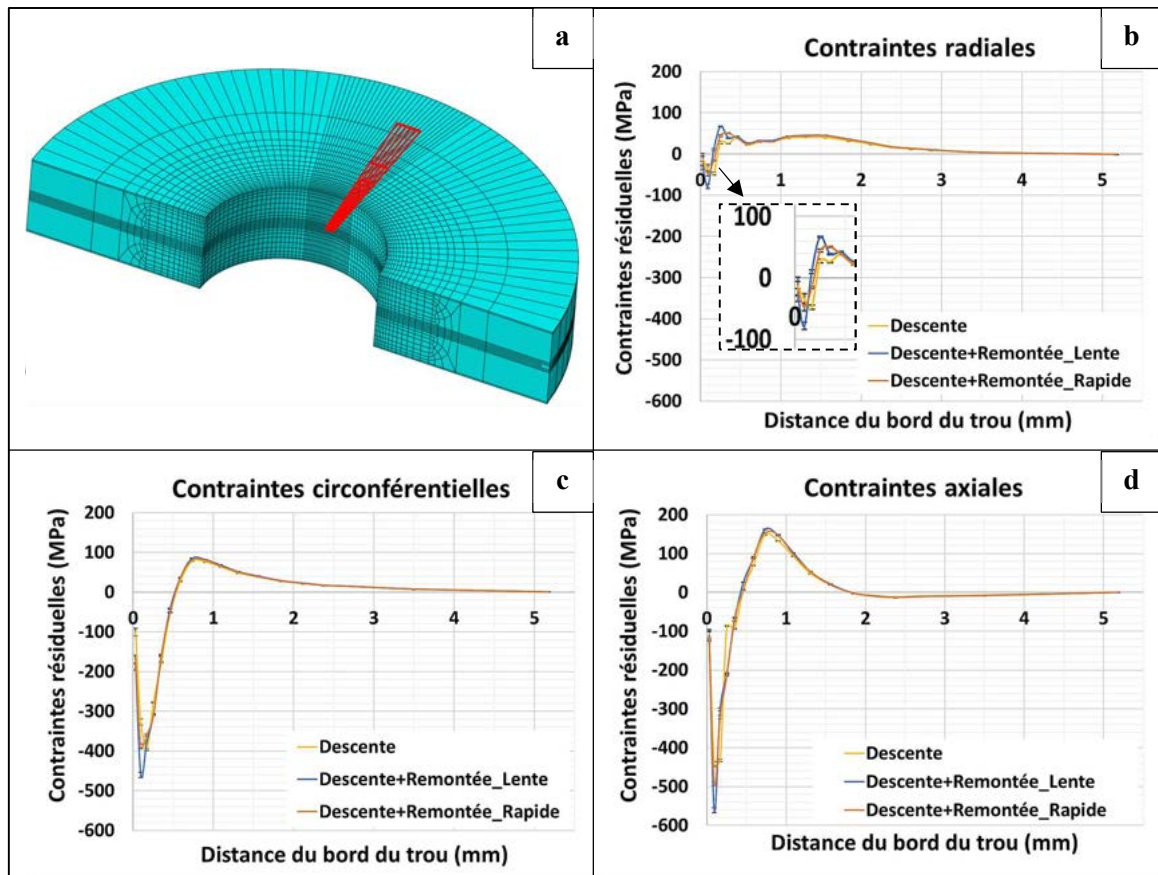 a
b
Contraintes radiales
Contraintes résiduelles (MPa)
200
100
0
-100
-200
-300
-400
-500
-600
0 1 2 3 4 5
100
0
-100
0
Descente
Descente+Remontée_Lente
Descente+Remontée_Rapide
Distance du bord du trou (mm)
c
Contraintes circonférentielles
Contraintes résiduelles (MPa)
200
100
0
-100
-200
-300
-400
-500
-600
0 1 2 3 4 5
Descente
Descente+Remontée_Lente
Descente+Remontée_Rapide
Distance du bord du trou (mm)
d
Contraintes axiales
Contraintes résiduelles (MPa)
200
100
0
-100
-200
-300
-400
-500
-600
0 1 2 3 4 5
Descente
Descente+Remontée_Lente
Descente+Remontée_Rapide
Distance du bord du trou (mm)